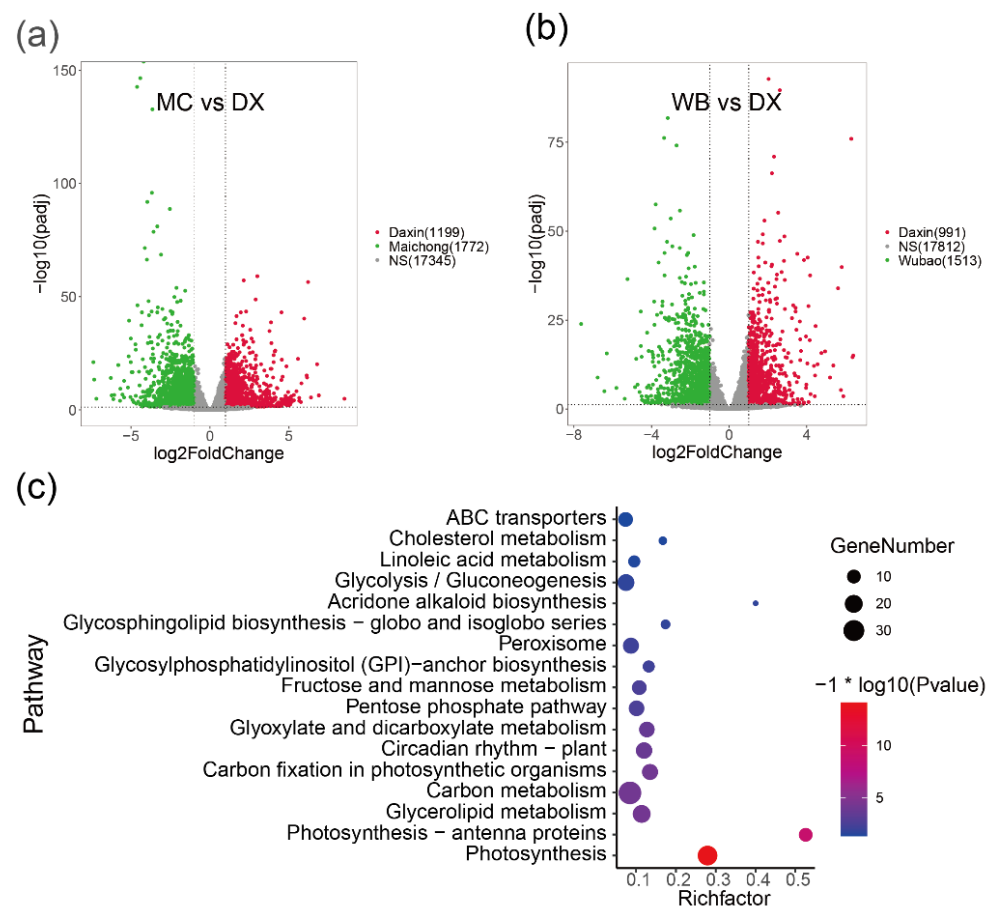 (a)
MC vs DX
−log10(padj)
150
100
50
0
−5
0
5
log2FoldChange
Daxin(1199)
Maichong(1772)
NS(17345)
(b)
WB vs DX
−log10(padj)
75
50
25
0
−8
−4
0
4
log2FoldChange
Daxin(991)
NS(17812)
Wubao(1513)
(c)
Pathway
ABC transporters
Cholesterol metabolism
Linoleic acid metabolism
Glycolysis / Gluconeogenesis
Acridone alkaloid biosynthesis
Glycosphingolipid biosynthesis − globo and isoglobo series
Peroxisome
Glycosylphosphatidylinositol (GPI)−anchor biosynthesis
Fructose and mannose metabolism
Pentose phosphate pathway
Glyoxylate and dicarboxylate metabolism
Circadian rhythm − plant
Carbon fixation in photosynthetic organisms
Carbon metabolism
Glycerolipid metabolism
Photosynthesis − antenna proteins
Photosynthesis
0.1
0.2
0.3
0.4
0.5
Richfactor
GeneNumber
10
20
30
−1 * log10(Pvalue)
10
5